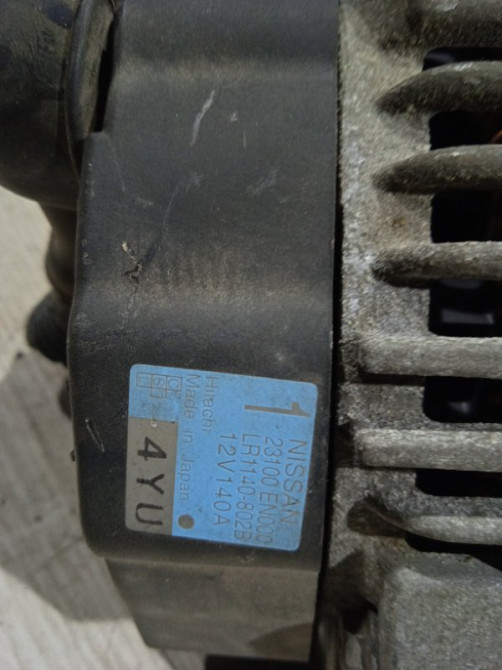 1
NISSAN
23100 EN000
LR1140-802B
12V140A
Hitachi
Made in Japan
4YU